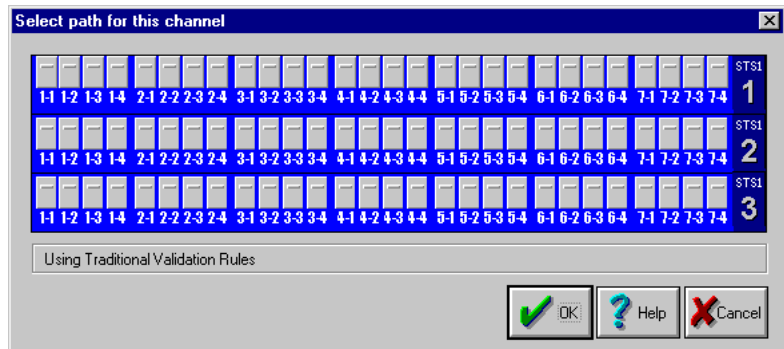 Select path for this channel
STS1
1-1 1-2 1-3 1-4 2-1 2-2 2-3 2-4 3-1 3-2 3-3 3-4 4-1 4-2 4-3 4-4 5-1 5-2 5-3 5-4 6-1 6-2 6-3 6-4 7-1 7-2 7-3 7-4 1
STS1
1-1 1-2 1-3 1-4 2-1 2-2 2-3 2-4 3-1 3-2 3-3 3-4 4-1 4-2 4-3 4-4 5-1 5-2 5-3 5-4 6-1 6-2 6-3 6-4 7-1 7-2 7-3 7-4 2
STS1
1-1 1-2 1-3 1-4 2-1 2-2 2-3 2-4 3-1 3-2 3-3 3-4 4-1 4-2 4-3 4-4 5-1 5-2 5-3 5-4 6-1 6-2 6-3 6-4 7-1 7-2 7-3 7-4 3
Using Traditional Validation Rules
OK Help Cancel